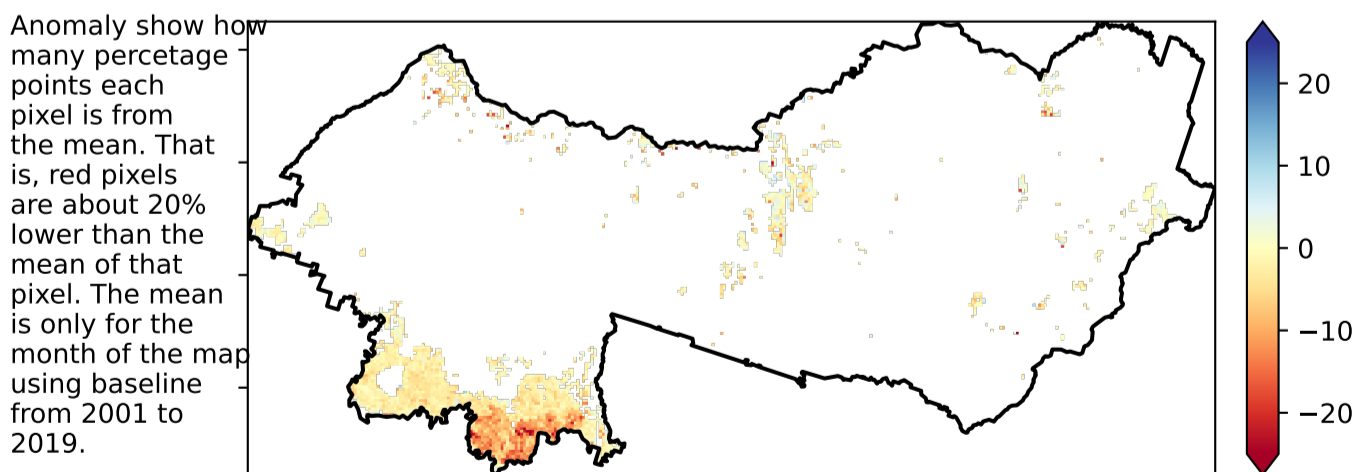 Anomaly show how
many percetage
points each
pixel is from
the mean. That
is, red pixels
are about 20%
lower than the
mean of that
pixel. The mean
is only for the
month of the map
using baseline
from 2001 to
2019.
20
10
0
−10
−20